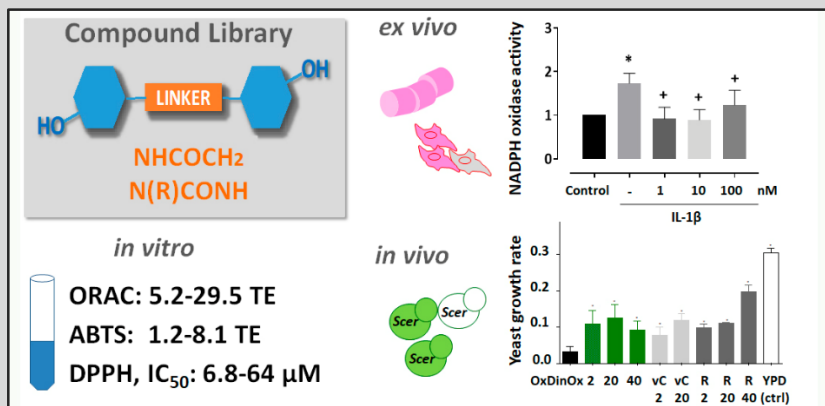 Compound Library
HO
LINKER
OH
NHCOCH2
N(R)CONH
ex vivo
NADPH oxidase activity
3
2
1
0
*
+
+
+
Control - 1 10 100 nM
IL-1β
in vitro
ORAC: 5.2-29.5 TE
ABTS: 1.2-8.1 TE
DPPH, IC50: 6.8-64 µM
in vivo
Scer
Scer
Scer
Yeast growth rate
0.3
0.2
0.1
0.0
OxDinOx 2 20 40 vC vC R R R YPD
2 20 2 20 40 (ctrl)